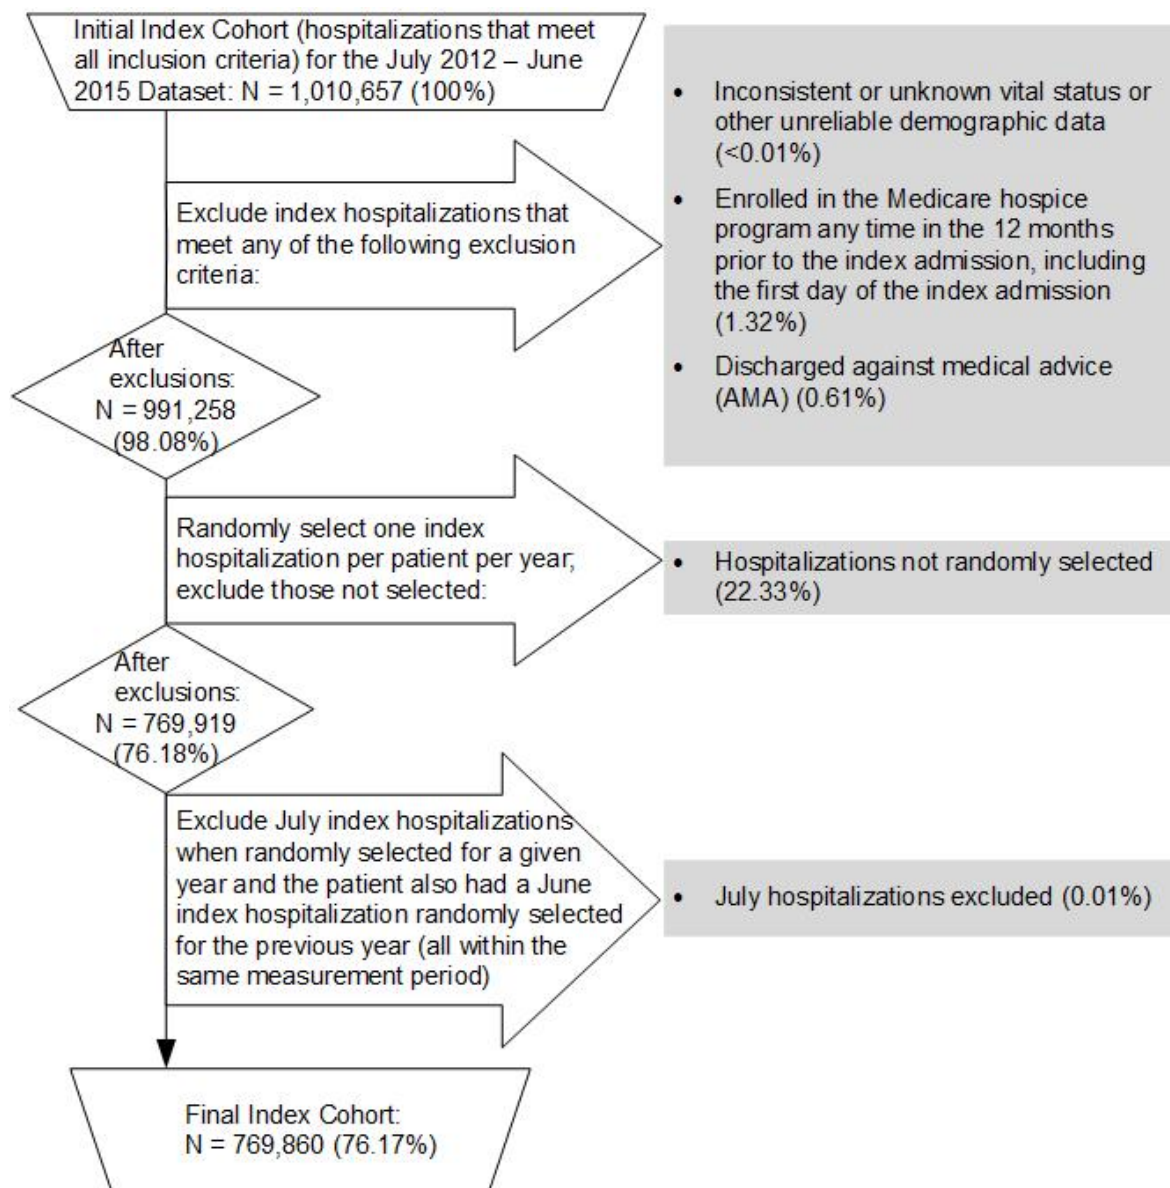 Initial Index Cohort (hospitalizations that meet
all inclusion criteria) for the July 2012 – June
2015 Dataset: N = 1,010,657 (100%)
Exclude index hospitalizations that
meet any of the following exclusion
criteria:
• Inconsistent or unknown vital status or
other unreliable demographic data
(<0.01%)
• Enrolled in the Medicare hospice
program any time in the 12 months
prior to the index admission, including
the first day of the index admission
(1.32%)
• Discharged against medical advice
(AMA) (0.61%)
After
exclusions:
N = 991,258
(98.08%)
Randomly select one index
hospitalization per patient per year;
exclude those not selected:
• Hospitalizations not randomly selected
(22.33%)
After
exclusions:
N = 769,919
(76.18%)
Exclude July index hospitalizations
when randomly selected for a given
year and the patient also had a June
index hospitalization randomly selected
for the previous year (all within the
same measurement period)
• July hospitalizations excluded (0.01%)
Final Index Cohort:
N = 769,860 (76.17%)